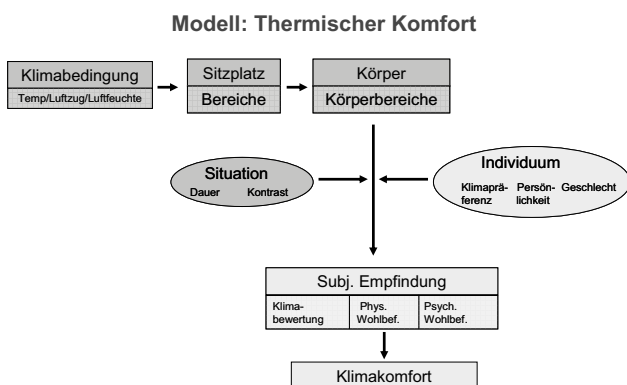 Modell: Thermischer Komfort
Klimabedingung
Temp/Luftzug/Luftfeuchte
Sitzplatz
Bereiche
Körper
Körperbereiche
Situation
Dauer Kontrast
Individuum
Klimaprä- Persön- Geschlecht
ferenz lichkeit
Subj. Empfindung
Klima-
bewertung
Phys.
Wohlbef.
Psych.
Wohlbef.
Klimakomfort